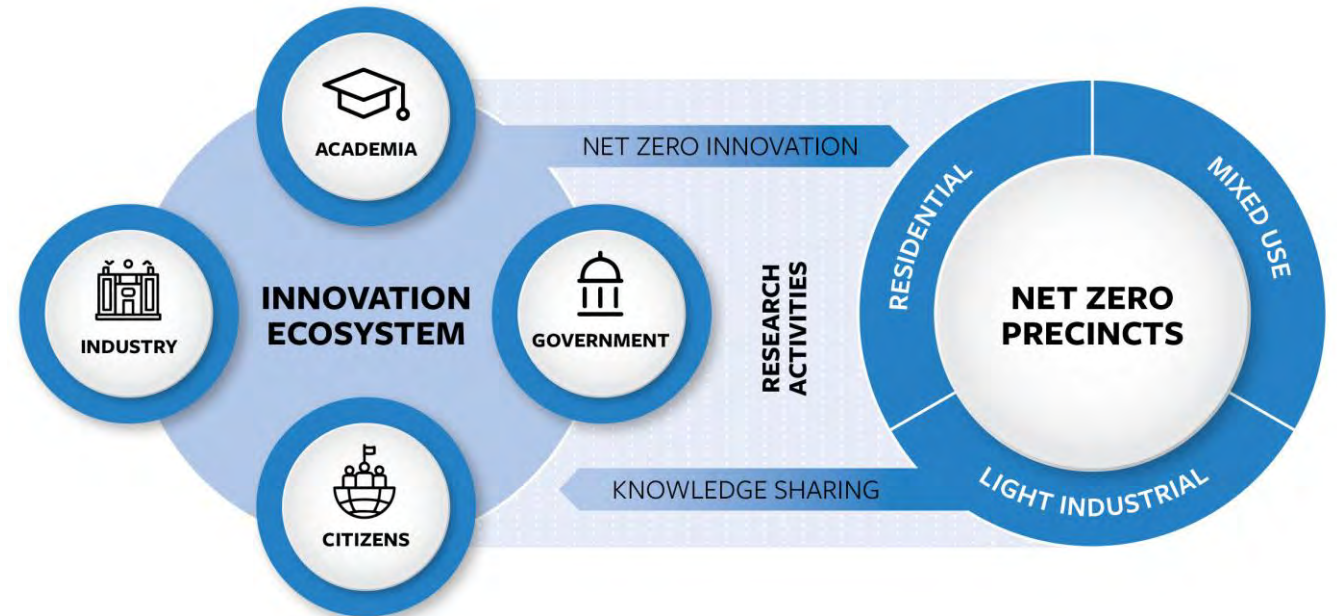 ACADEMIA
INDUSTRY
INNOVATION
ECOSYSTEM
GOVERNMENT
CITIZENS
NET ZERO INNOVATION
RESEARCH
ACTIVITIES
KNOWLEDGE SHARING
RESIDENTIAL
MIXED USE
LIGHT INDUSTRIAL
NET ZERO
PRECINCTS